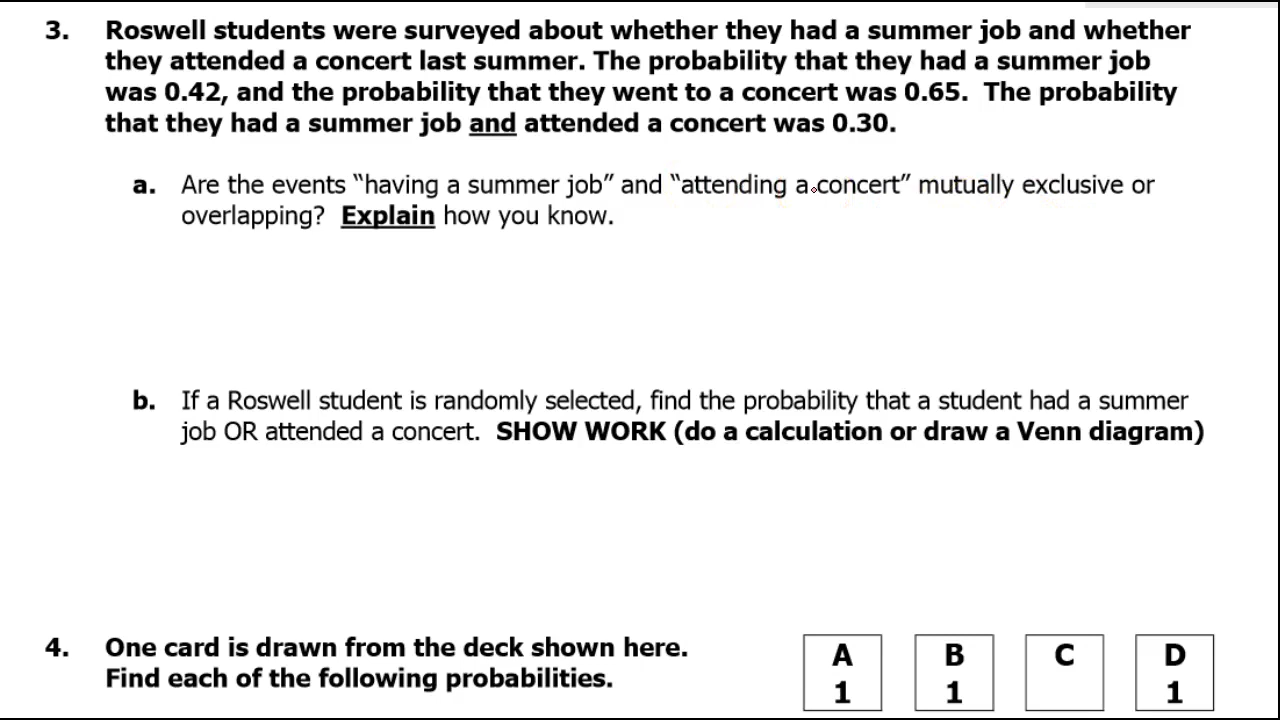 3. Roswell students were surveyed about whether they had a summer job and whether
they attended a concert last summer. The probability that they had a summer job
was 0.42, and the probability that they went to a concert was 0.65. The probability
that they had a summer job and attended a concert was 0.30.
a. Are the events “having a summer job” and “attending a concert” mutually exclusive or
overlapping? Explain how you know.
b. If a Roswell student is randomly selected, find the probability that a student had a summer
job OR attended a concert. SHOW WORK (do a calculation or draw a Venn diagram)
4. One card is drawn from the deck shown here.
Find each of the following probabilities.
A B C D
1 1 1